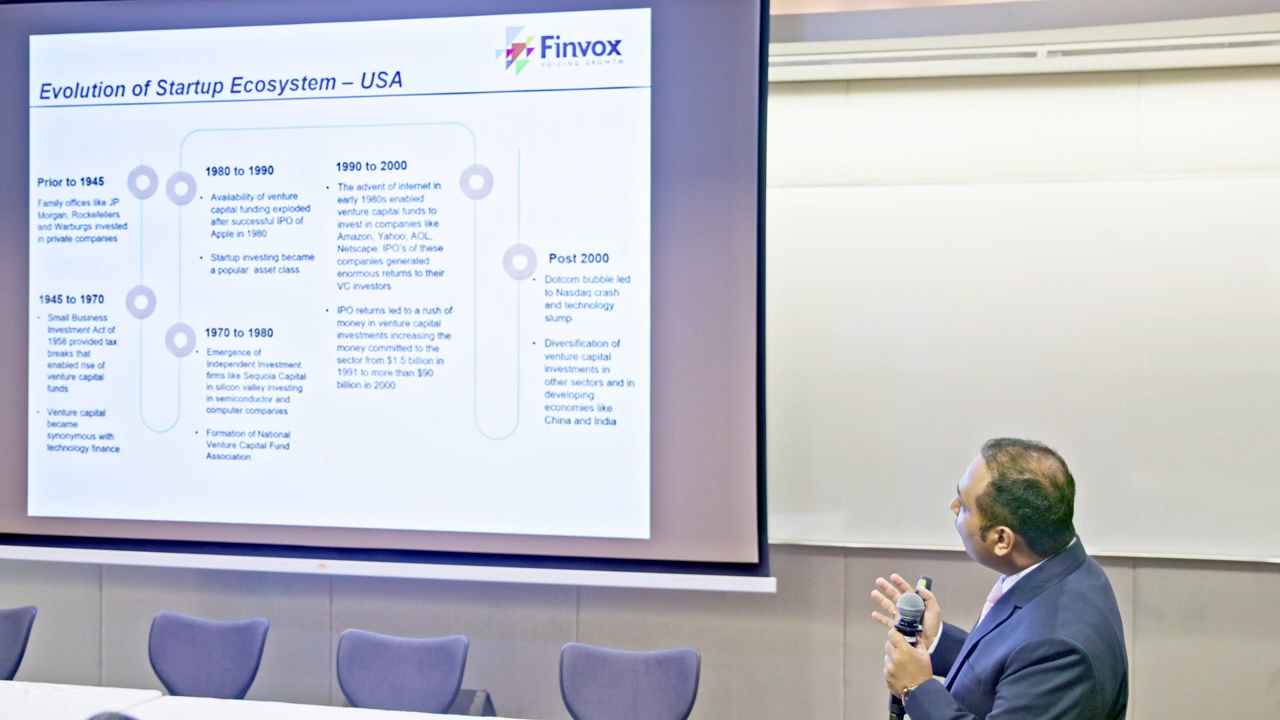 Finvox
VOICING GROWTH
Evolution of Startup Ecosystem – USA
Prior to 1945
Family offices like JP
Morgan, Rockefellers
and Warburgs invested
in private companies
1945 to 1970
• Small Business
Investment Act of
1958 provided tax
breaks that
enabled rise of
venture capital
funds
• Venture capital
became
synonymous with
technology finance
1980 to 1990
• Availability of venture
capital funding exploded
after successful IPO of
Apple in 1980
• Startup investing became
a popular asset class
1970 to 1980
• Emergence of
Independent Investment
firms like Sequoia Capital
in silicon valley investing
in semiconductor and
computer companies
• Formation of National
Venture Capital Fund
Association
1990 to 2000
• The advent of internet in
early 1980s enabled
venture capital funds to
invest in companies like
Amazon, Yahoo, AOL,
Netscape. IPO's of these
companies generated
enormous returns to their
VC investors
• IPO returns led to a rush of
money in venture capital
investments increasing the
money committed to the
sector from $1.5 billion in
1991 to more than $90
billion in 2000
Post 2000
• Dotcom bubble led
to Nasdaq crash
and technology
slump
• Diversification of
venture capital
investments in
other sectors and in
developing
economies like
China and India